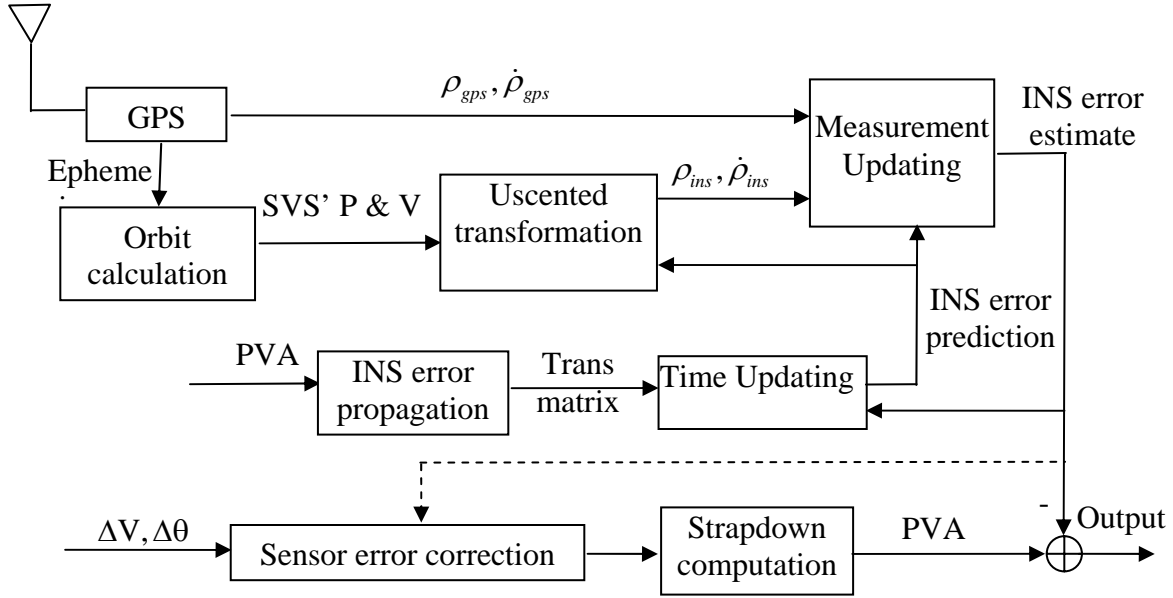 ρgps, ρ̇gps
INS error
estimate
GPS
Measurement
Updating
Epheme
ρins, ρ̇ins
Uscented
transformation
SVS' P & V
Orbit
calculation
INS error
prediction
PVA
INS error
propagation
Trans
matrix
Time Updating
-
Output
ΔV, Δθ
Sensor error correction
Strapdown
computation
PVA